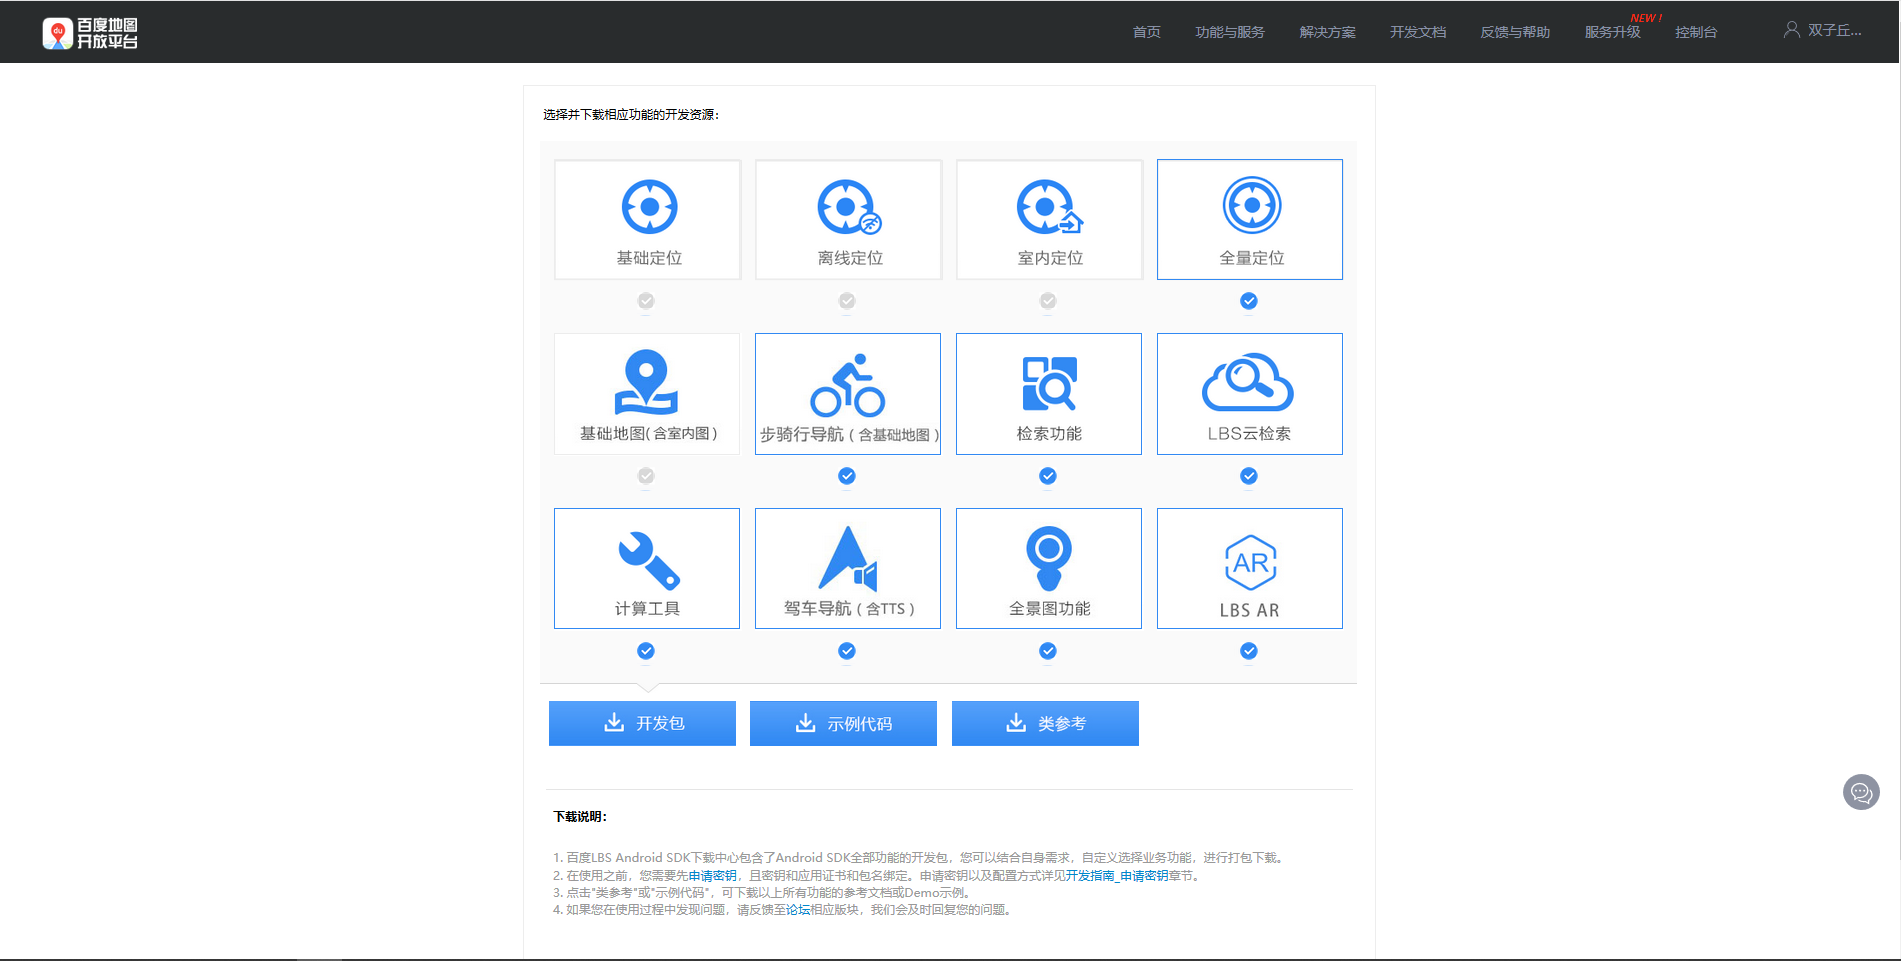 百度地图
开放平台
du
首页 功能与服务 解决方案 开发文档 反馈与帮助 服务升级 NEW! 控制台 双子丘...
选择并下载相应功能的开发资源：
基础定位 离线定位 室内定位 全量定位
基础地图(含室内图) 步骑行导航（含基础地图） 检索功能 LBS云检索
AR
计算工具 驾车导航（含TTS） 全景图功能 LBS AR
开发包 示例代码 类参考
下载说明：
1. 百度LBS Android SDK下载中心包含了Android SDK全部功能的开发包，您可以结合自身需求，自定义选择业务功能，进行打包下载。
2. 在使用之前，您需要先申请密钥，且密钥和应用证书和包名绑定。申请密钥以及配置方式详见开发指南_申请密钥章节。
3. 点击"类参考"或"示例代码"，可下载以上所有功能的参考文档或Demo示例。
4. 如果您在使用过程中发现问题，请反馈至论坛相应版块，我们会及时回复您的问题。